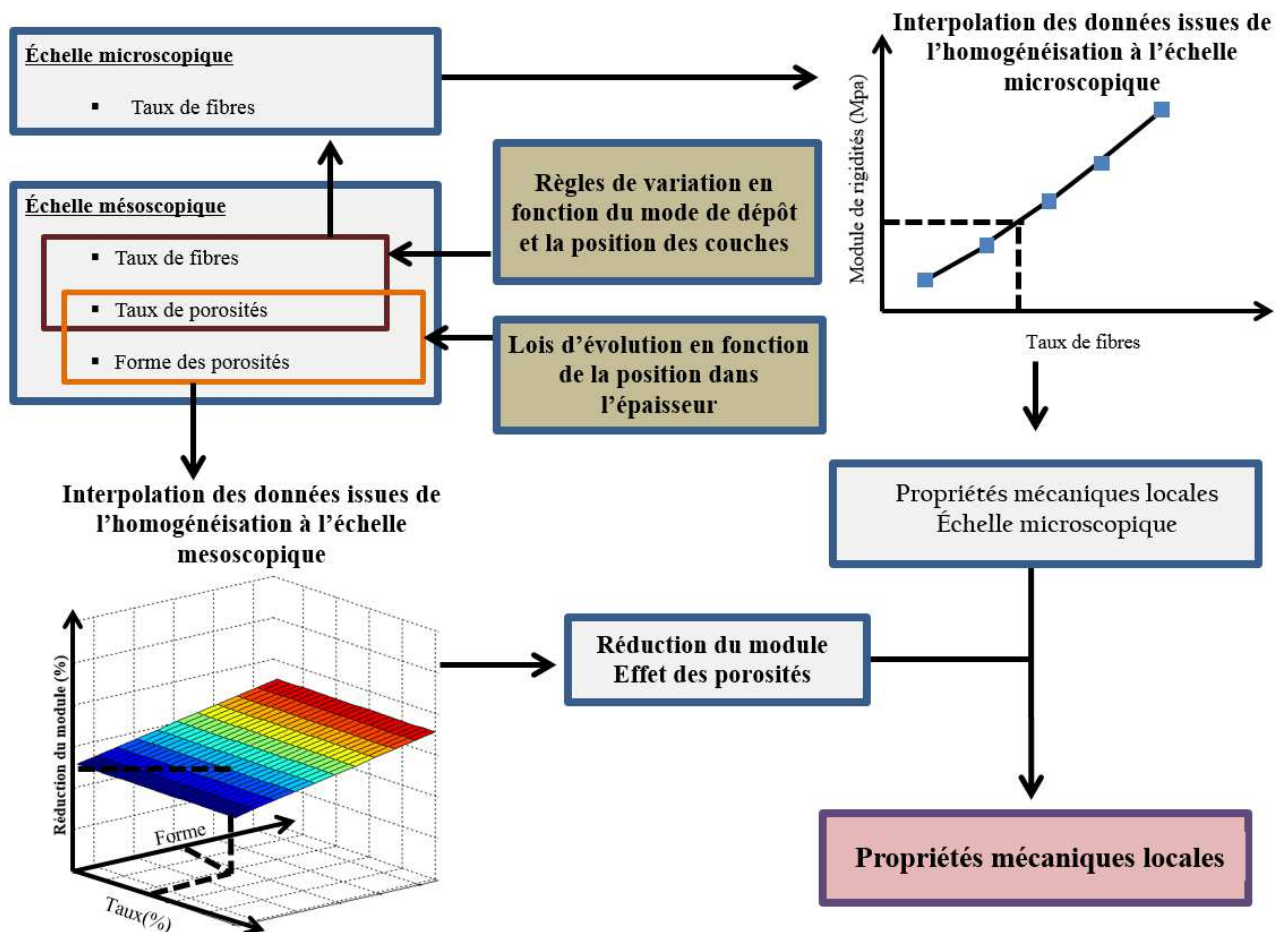 Échelle microscopique
▪ Taux de fibres
Échelle mésoscopique
▪ Taux de fibres
▪ Taux de porosités
▪ Forme des porosités
Règles de variation en
fonction du mode de dépôt
et la position des couches
Lois d’évolution en fonction
de la position dans
l’épaisseur
Interpolation des données issues de
l’homogénéisation à l’échelle
microscopique
Module de rigidités (Mpa)
Taux de fibres
Propriétés mécaniques locales
Échelle microscopique
Interpolation des données issues de
l’homogénéisation à l’échelle
mesoscopique
Réduction du module (%)
Forme
Taux(%)
Réduction du module
Effet des porosités
Propriétés mécaniques locales